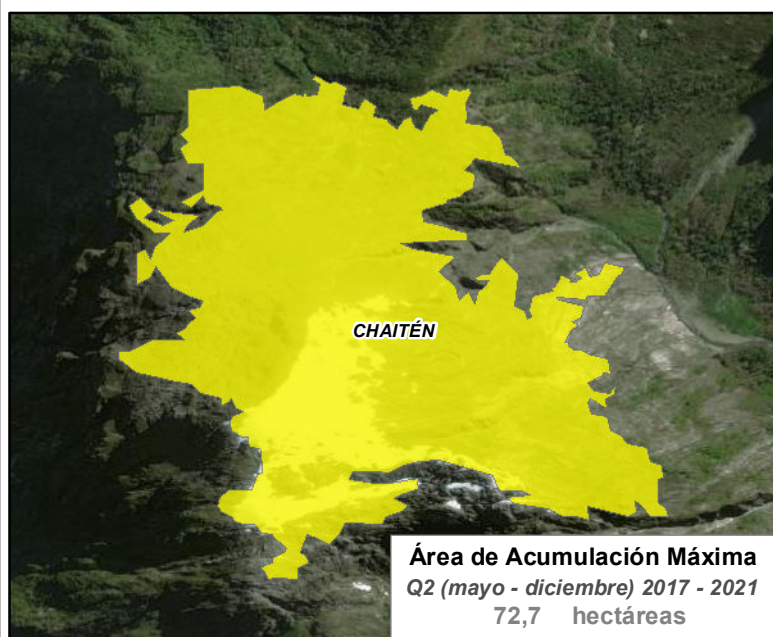 CHAITÉN
Área de Acumulación Máxima
Q2 (mayo - diciembre) 2017 - 2021
72,7 hectáreas